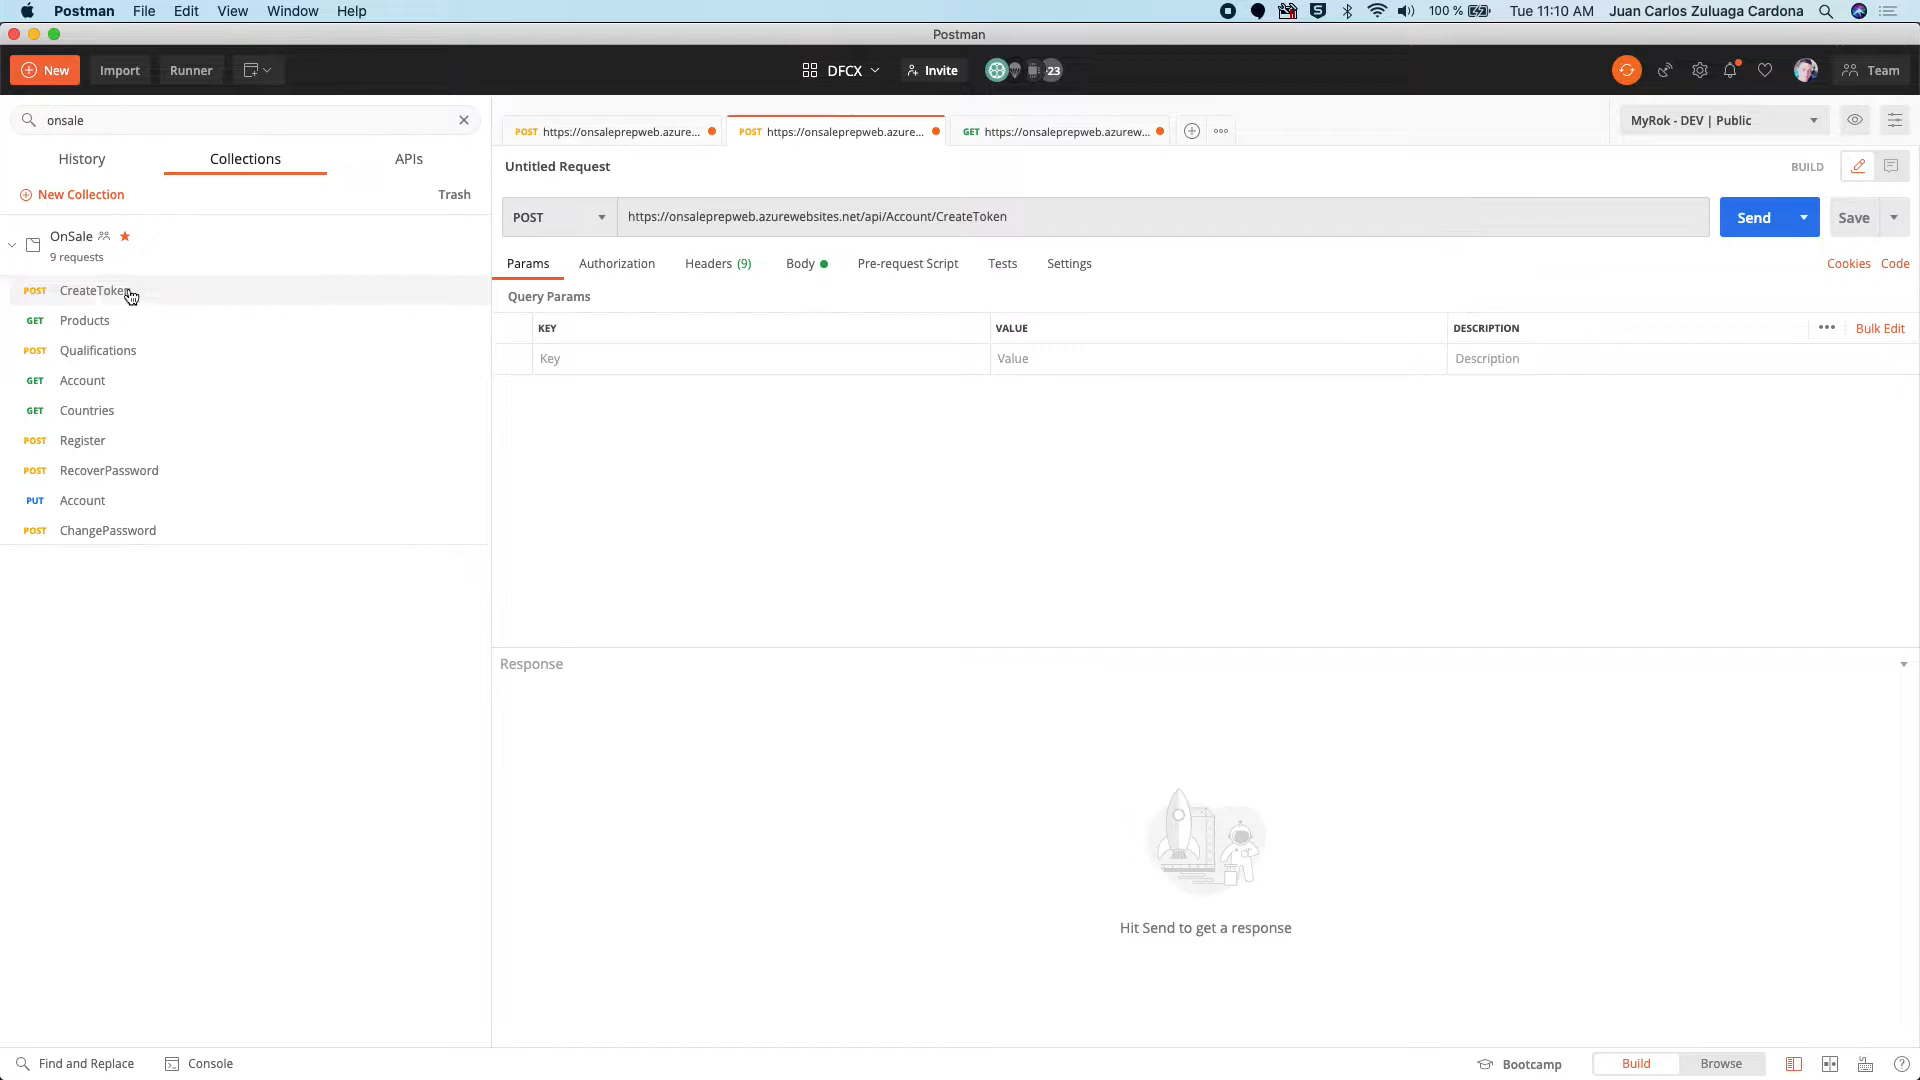 Postman File Edit View Window Help 100 % Tue 11:10 AM Juan Carlos Zuluaga Cardona
Postman
New Import Runner DFCX Invite 23 Team
onsale
POST https://onsaleprepweb.azure... POST https://onsaleprepweb.azure... GET https://onsaleprepweb.azurew... MyRok - DEV | Public
History Collections APIs
Untitled Request BUILD
New Collection Trash
POST https://onsaleprepweb.azurewebsites.net/api/Account/CreateToken Send Save
OnSale
9 requests
Params Authorization Headers (9) Body Pre-request Script Tests Settings Cookies Code
POST CreateToken
Query Params
GET Products
KEY VALUE DESCRIPTION Bulk Edit
POST Qualifications
Key Value Description
GET Account
GET Countries
POST Register
POST RecoverPassword
PUT Account
POST ChangePassword
Response
Hit Send to get a response
Find and Replace Console Bootcamp Build Browse